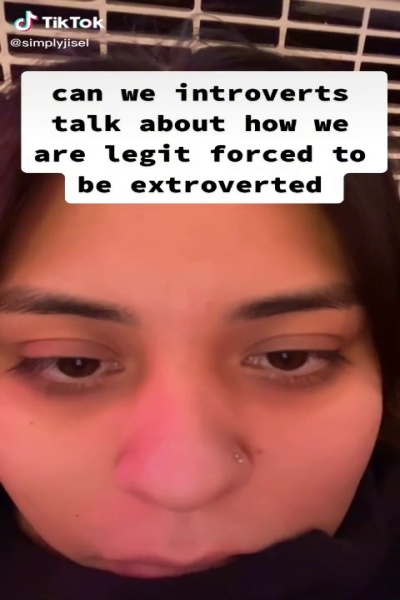 TikTok
@simplyjisel
can we introverts
talk about how we
are legit forced to
be extroverted